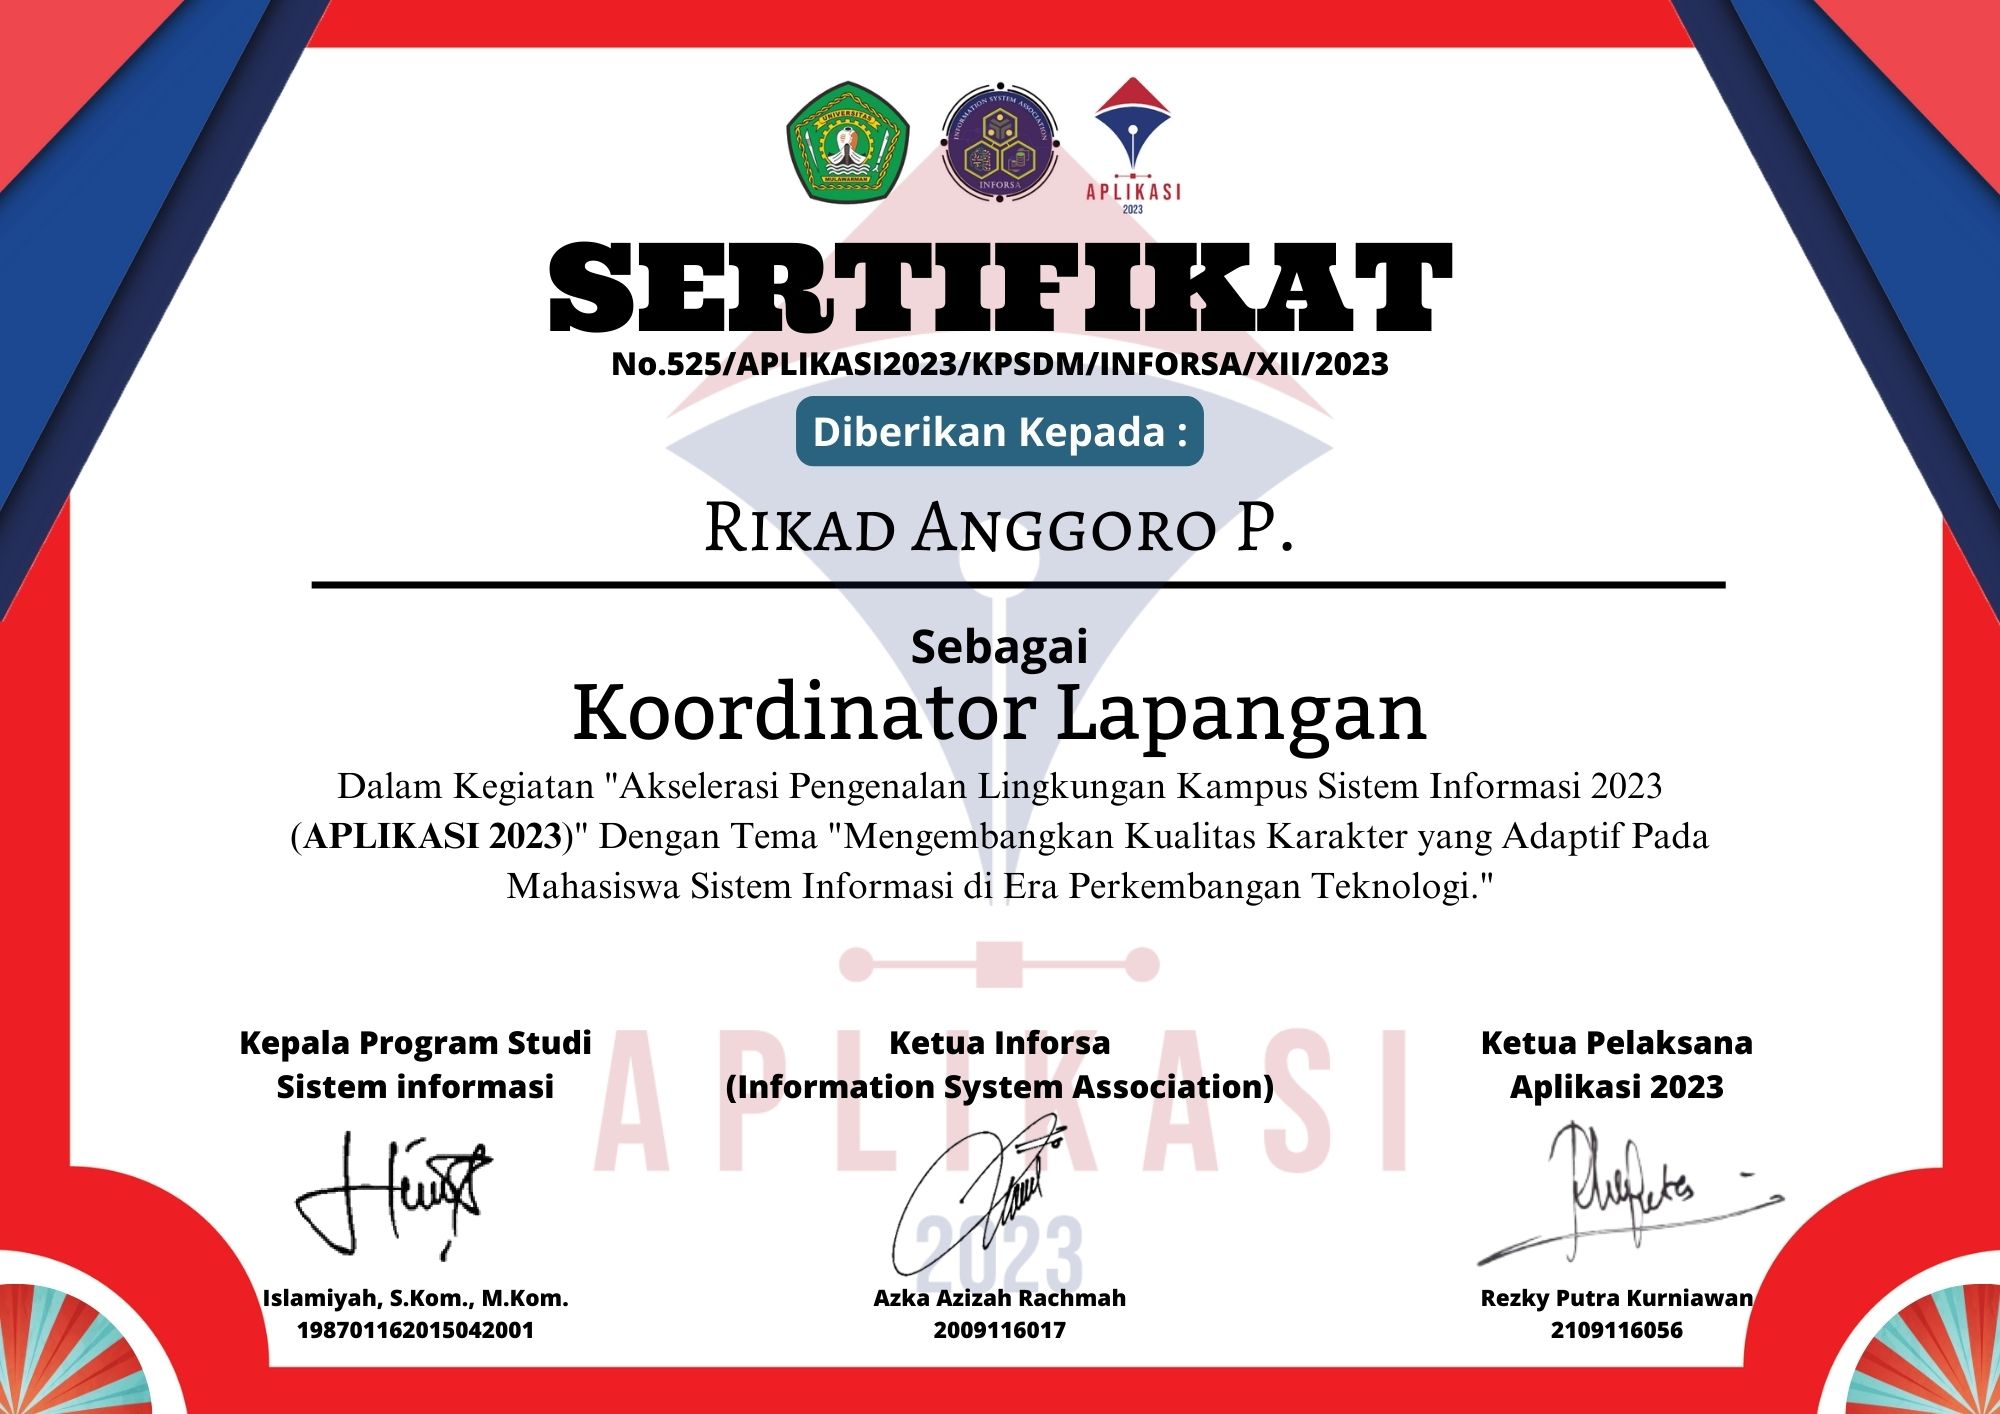 UNIVERSITAS
MULAWARMAN
INFORMATION SYSTEM ASSOCIATION
INFORSA
APLIKASI
2023
SERTIFIKAT
No.525/APLIKASI2023/KPSDM/INFORSA/XII/2023
Diberikan Kepada :
Rikad Anggoro P.
Sebagai
Koordinator Lapangan
Dalam Kegiatan "Akselerasi Pengenalan Lingkungan Kampus Sistem Informasi 2023
(APLIKASI 2023)" Dengan Tema "Mengembangkan Kualitas Karakter yang Adaptif Pada
Mahasiswa Sistem Informasi di Era Perkembangan Teknologi."
APLIKASI
2023
Kepala Program Studi
Sistem informasi
Islamiyah, S.Kom., M.Kom.
198701162015042001
Ketua Inforsa
(Information System Association)
Azka Azizah Rachmah
2009116017
Ketua Pelaksana
Aplikasi 2023
Rezky Putra Kurniawan
2109116056